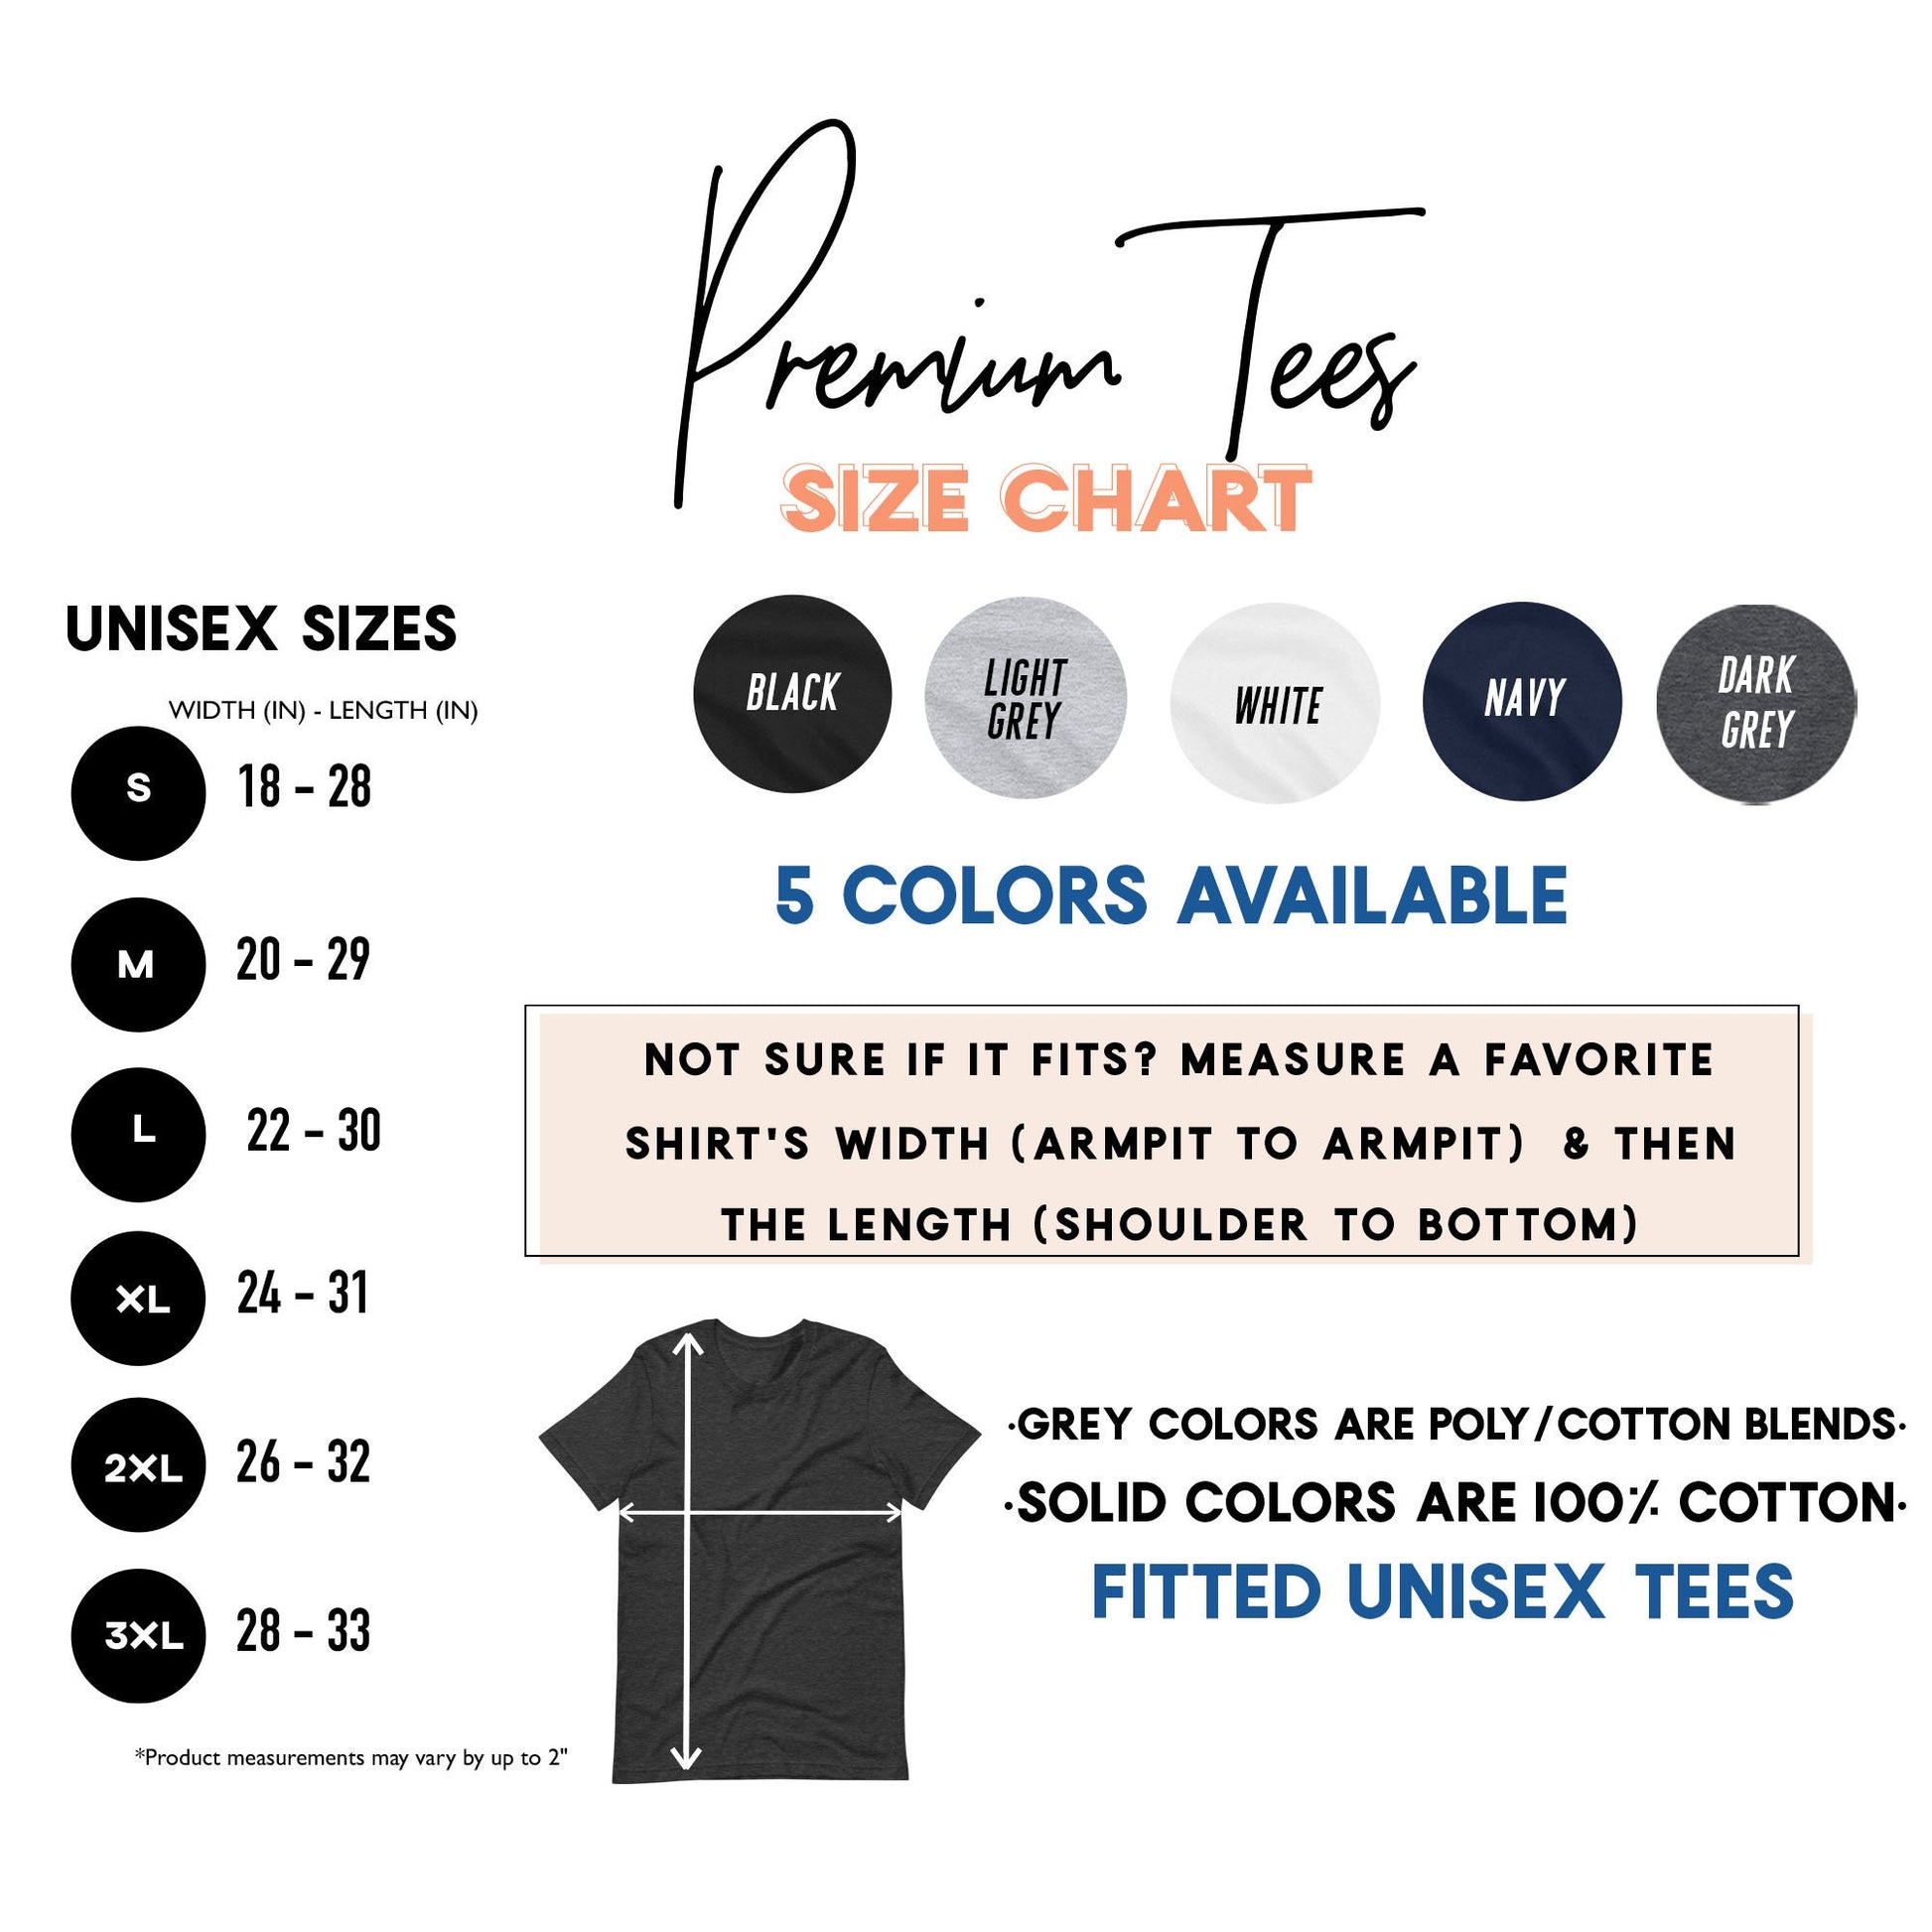 Premium Tees
SIZE CHART
UNISEX SIZES
WIDTH (IN) - LENGTH (IN)
S 18 - 28
M 20 - 29
L 22 - 30
XL 24 - 31
2XL 26 - 32
3XL 28 - 33
*Product measurements may vary by up to 2"
BLACK
LIGHT
GREY
WHITE
NAVY
DARK
GREY
5 COLORS AVAILABLE
NOT SURE IF IT FITS? MEASURE A FAVORITE
SHIRT'S WIDTH (ARMPIT TO ARMPIT) & THEN
THE LENGTH (SHOULDER TO BOTTOM)
·GREY COLORS ARE POLY/COTTON BLENDS·
·SOLID COLORS ARE 100% COTTON·
FITTED UNISEX TEES